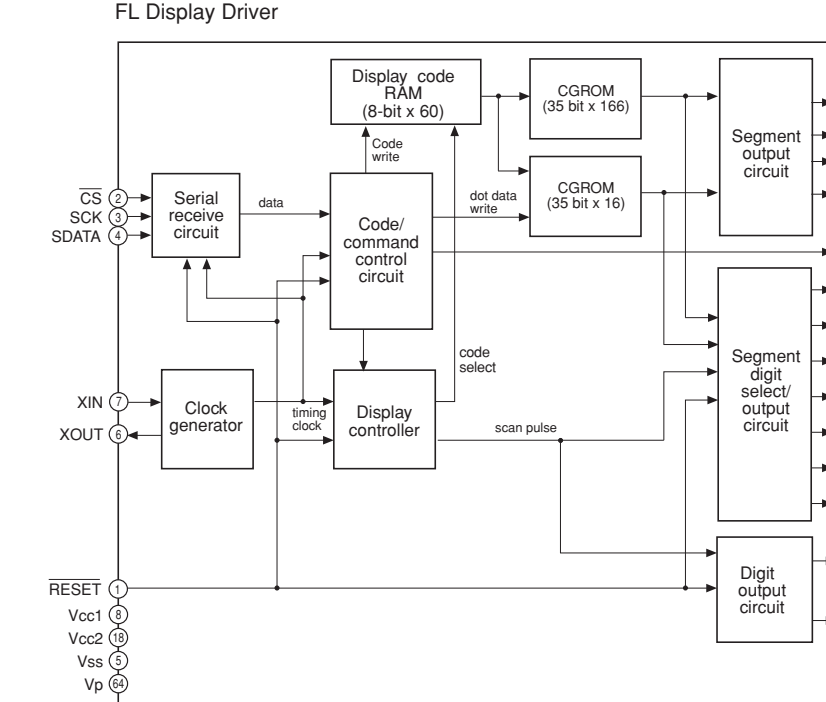 FL Display Driver
Display code
RAM
(8-bit x 60)
CGROM
(35 bit x 166)
Segment
output
circuit
Code
write
CS
2
SCK
3
SDATA
4
Serial
receive
circuit
data
Code/
command
control
circuit
dot data
write
CGROM
(35 bit x 16)
code
select
Segment
digit
select/
output
circuit
XIN
7
XOUT
6
Clock
generator
timing
clock
Display
controller
scan pulse
RESET
1
Digit
output
circuit
Vcc1
8
Vcc2
18
Vss
5
Vp
64